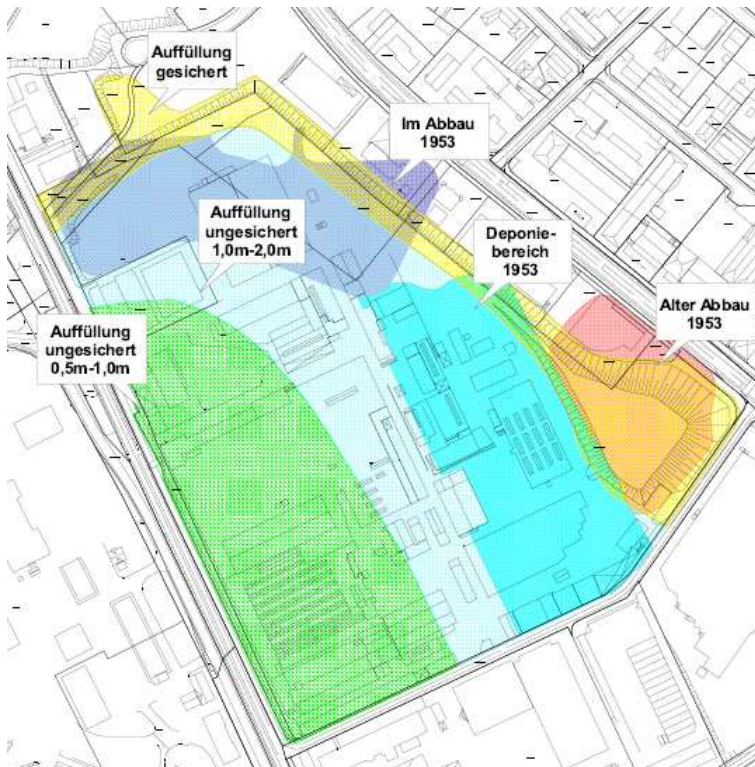 Auffüllung
gesichert
Im Abbau
1953
Auffüllung
ungesichert
1,0m-2,0m
Deponie-
bereich
1953
Alter Abbau
1953
Auffüllung
ungesichert
0,5m-1,0m